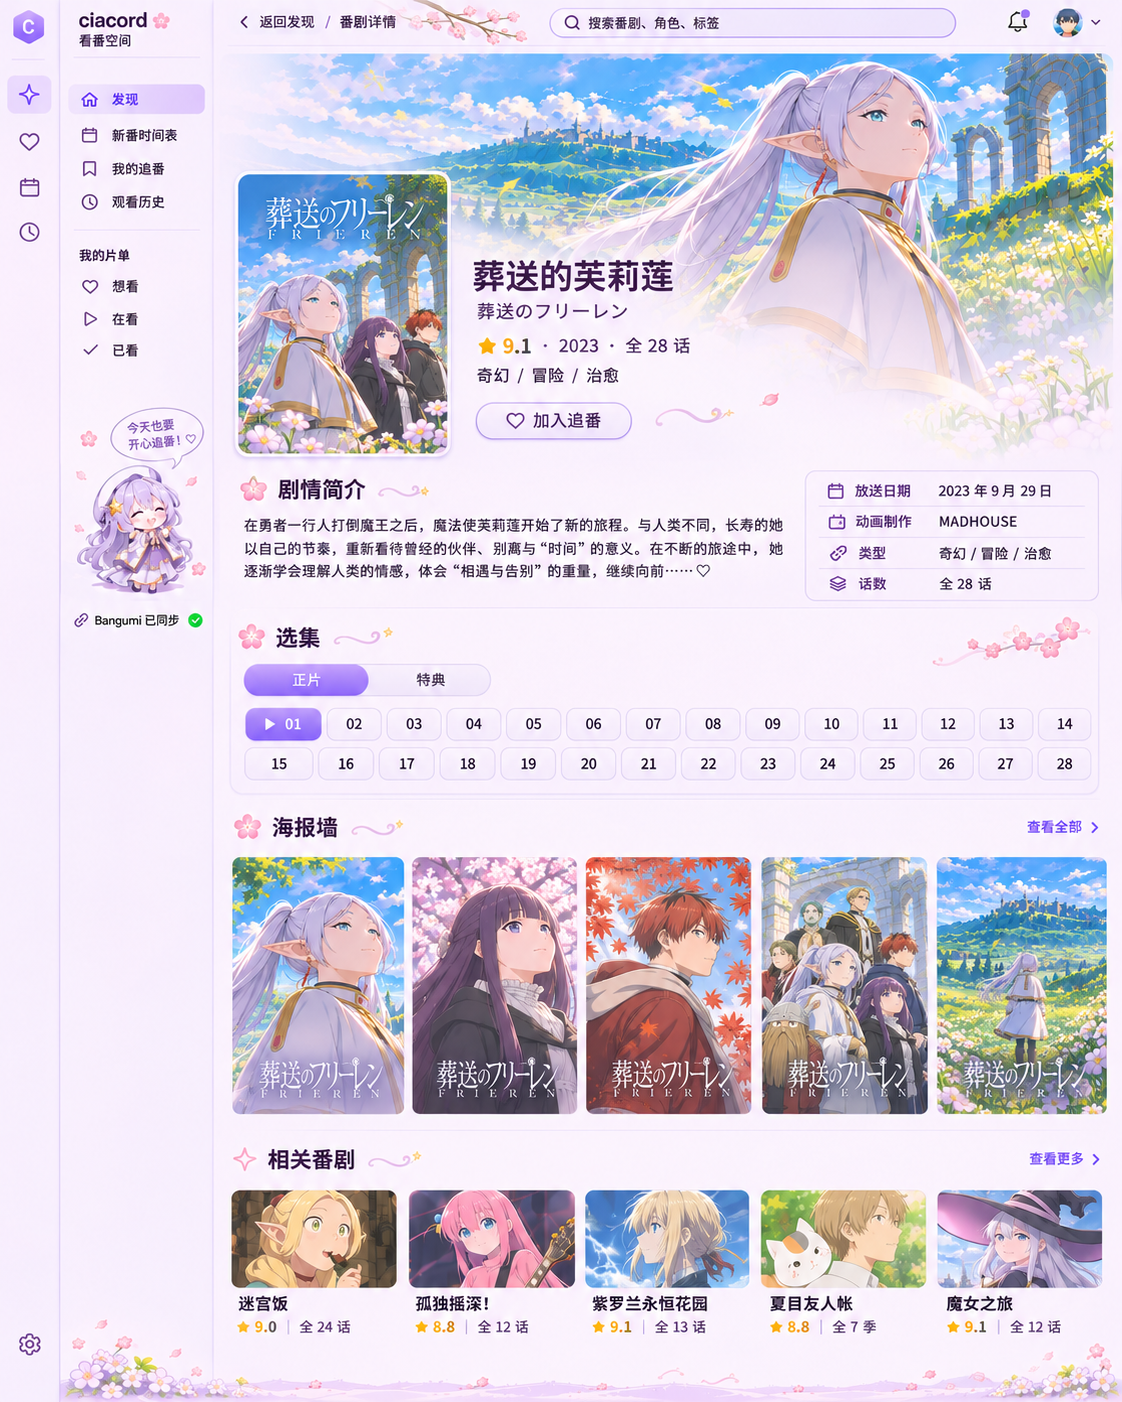 C
ciacord
看番空间
发现
新番时间表
我的追番
观看历史
我的片单
想看
在看
已看
今天也要
开心追番！♡
Bangumi 已同步
返回发现 / 番剧详情
搜索番剧、角色、标签
葬送のフリーレン
FRIEREN
葬送的芙莉莲
葬送のフリーレン
9.1 · 2023 · 全 28 话
奇幻 / 冒险 / 治愈
加入追番
剧情简介
在勇者一行人打倒魔王之后，魔法使芙莉莲开始了新的旅程。与人类不同，长寿的她
以自己的节奏，重新看待曾经的伙伴、别离与 “时间” 的意义。在不断的旅途中，她
逐渐学会理解人类的情感，体会 “相遇与告别” 的重量，继续向前……♡
放送日期 2023 年 9 月 29 日
动画制作 MADHOUSE
类型 奇幻 / 冒险 / 治愈
话数 全 28 话
选集
正片 特典
01 02 03 04 05 06 07 08 09 10 11 12 13 14
15 16 17 18 19 20 21 22 23 24 25 26 27 28
海报墙
查看全部
葬送のフリーレン
FRIEREN
葬送のフリーレン
FRIEREN
葬送のフリーレン
FRIEREN
葬送のフリーレン
FRIEREN
葬送のフリーレン
FRIEREN
相关番剧
查看更多
迷宫饭
9.0 | 全 24 话
孤独摇滚！
8.8 | 全 12 话
紫罗兰永恒花园
9.1 | 全 13 话
夏目友人帐
8.8 | 全 7 季
魔女之旅
9.1 | 全 12 话